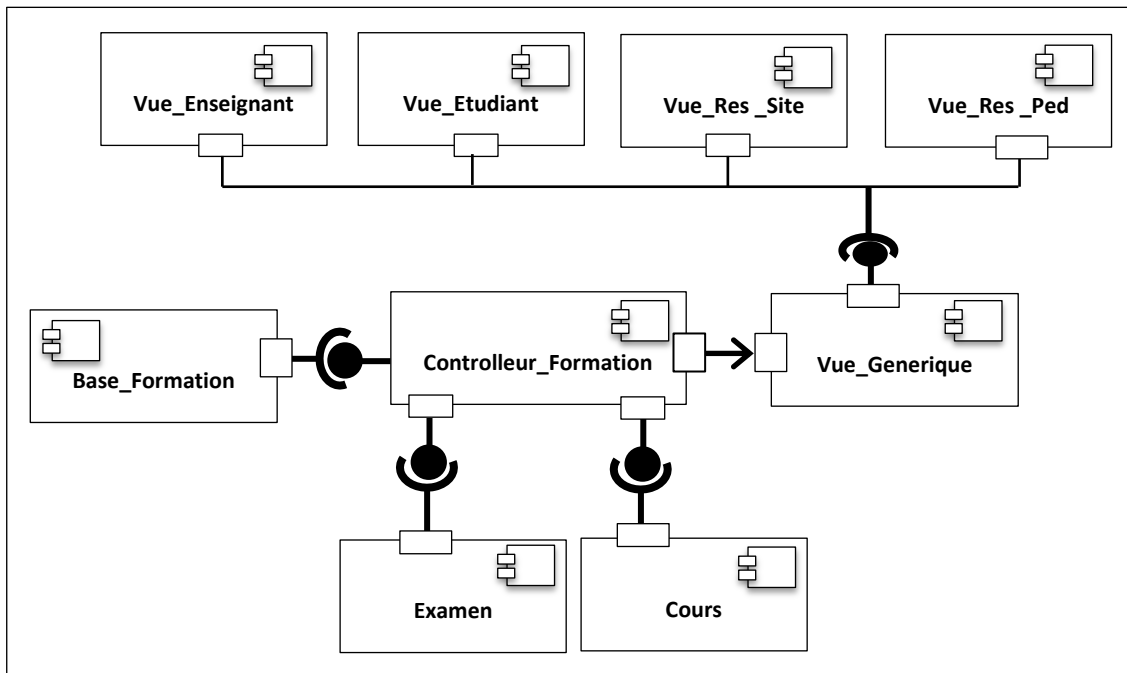 Vue_Enseignant
Vue_Etudiant
Vue_Res _Site
Vue_Res _Ped
Base_Formation
Controlleur_Formation
Vue_Generique
Examen
Cours